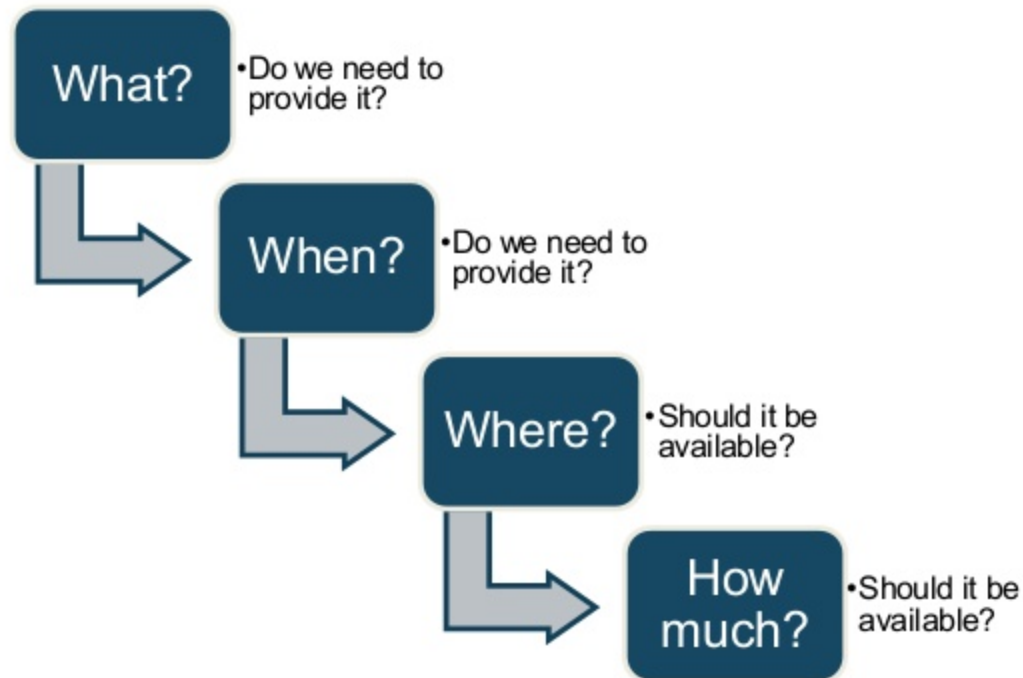 What?
•Do we need to
provide it?
When?
•Do we need to
provide it?
Where?
•Should it be
available?
How
much?
•Should it be
available?